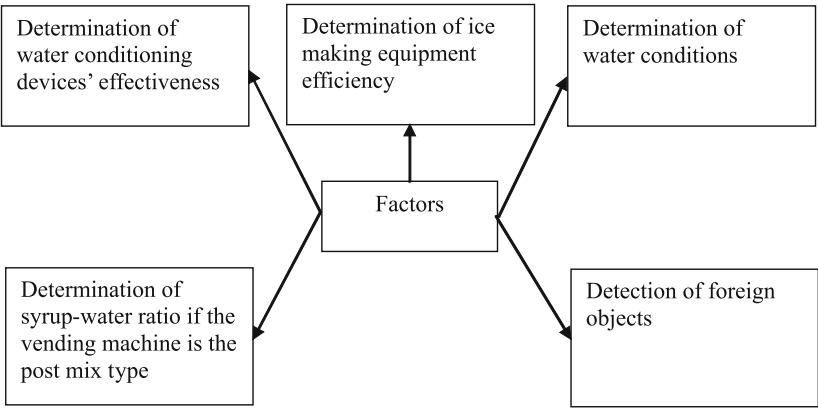 Determination of
water conditioning
devices’ effectiveness
Determination of ice
making equipment
efficiency
Determination of
water conditions
Factors
Determination of
syrup-water ratio if the
vending machine is the
post mix type
Detection of foreign
objects